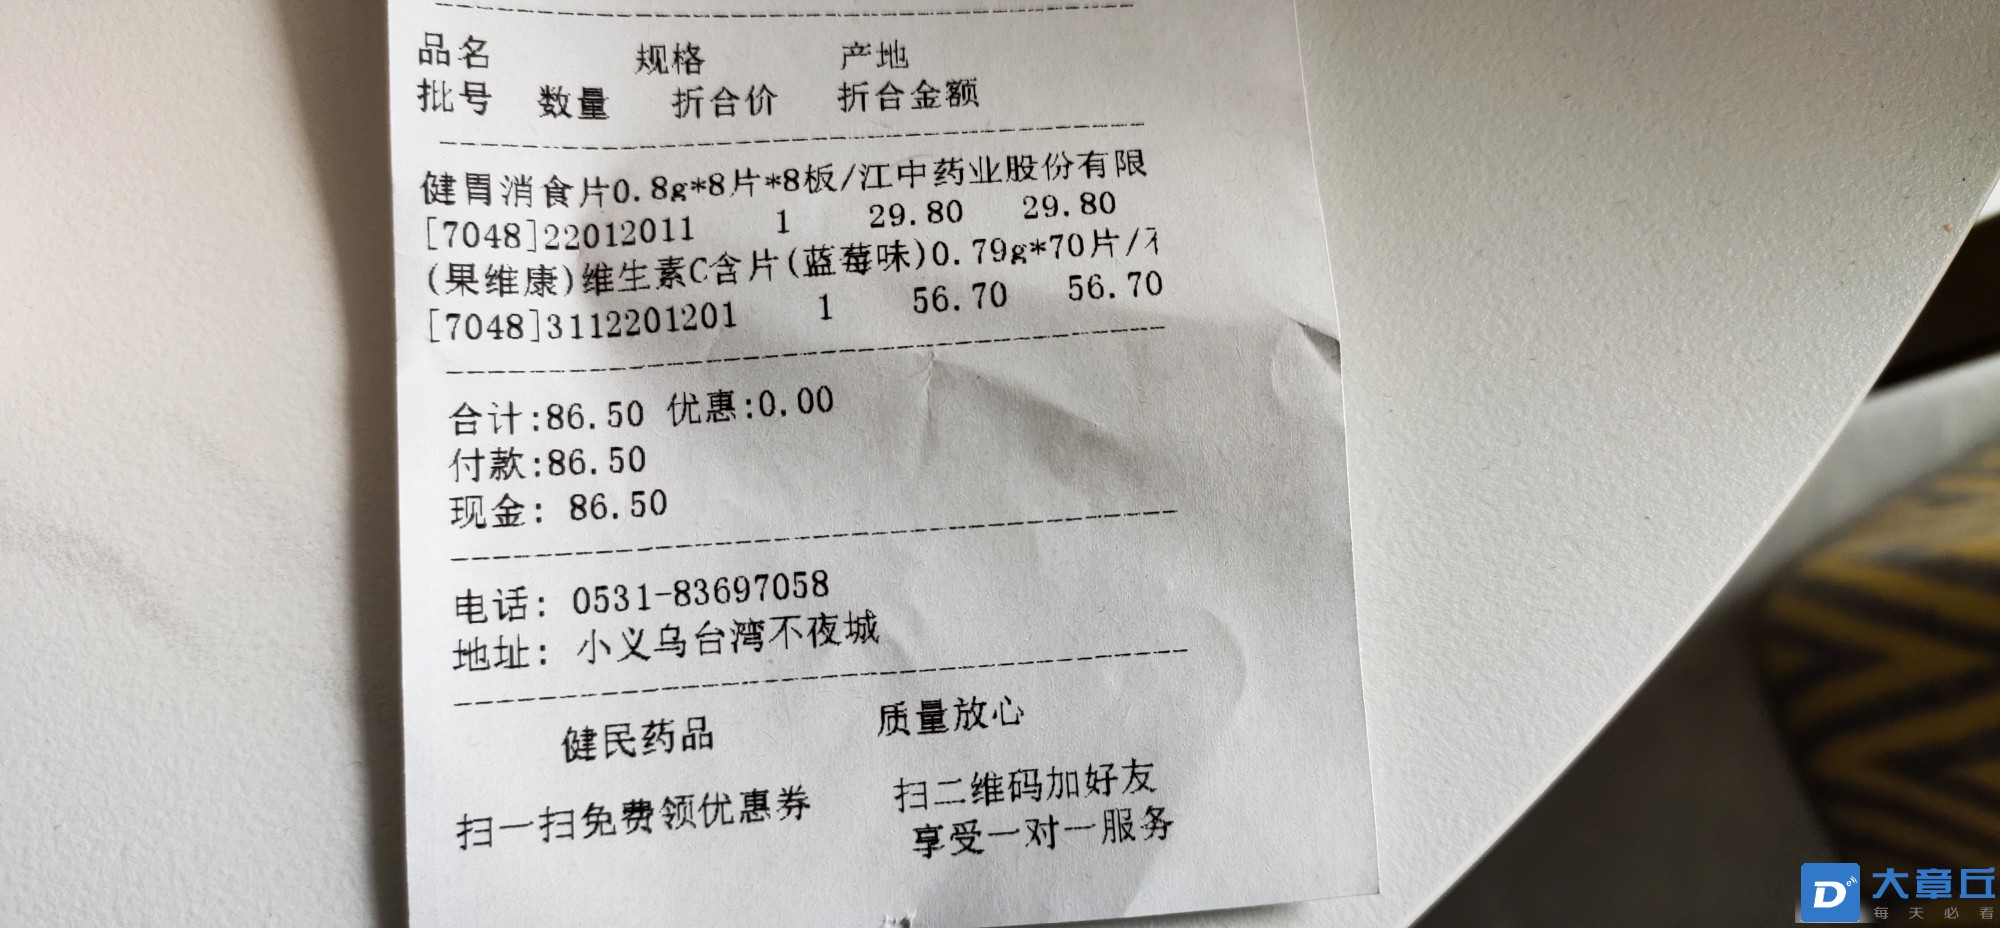 品名 规格 产地
批号 数量 折合价 折合金额
健胃消食片0.8g*8片*8板/江中药业股份有限
[7048]22012011 1 29.80 29.80
(果维康)维生素C含片(蓝莓味)0.79g*70片/
[7048]3112201201 1 56.70 56.70
合计:86.50 优惠:0.00
付款:86.50
现金: 86.50
电话: 0531-83697058
地址: 小义乌台湾不夜城
健民药品 质量放心
扫一扫免费领优惠券 扫二维码加好友
享受一对一服务
大章丘
每天必看